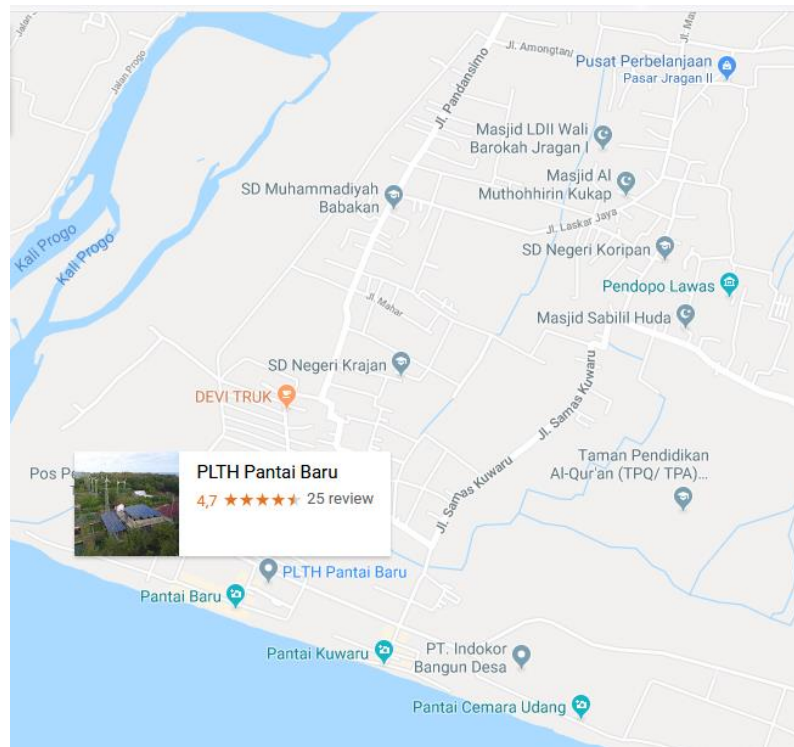 Jalan
Jalan Progo
Jl. Pandansimo
Jl. Amongtani
Pusat Perbelanjaan
Pasar Jragan II
Masjid LDII Wali
Barokah Jragan I
Masjid Al
Muthohhirin Kukap
SD Muhammadiyah
Babakan
Jl. Laskar Jaya
Kali Progo
Kali Progo
SD Negeri Koripan
Pendopo Lawas
Jl. Mahar
Masjid Sabilil Huda
SD Negeri Krajan
DEVI TRUK
Jl. Samas Kuwaru
Taman Pendidikan
Al-Qur'an (TPQ/ TPA)...
Pos
PLTH Pantai Baru
4,7 ★★★★★ 25 review
Jl. Samas Kuwaru
PLTH Pantai Baru
Pantai Baru
Pantai Kuwaru
PT. Indokor
Bangun Desa
Pantai Cemara Udang